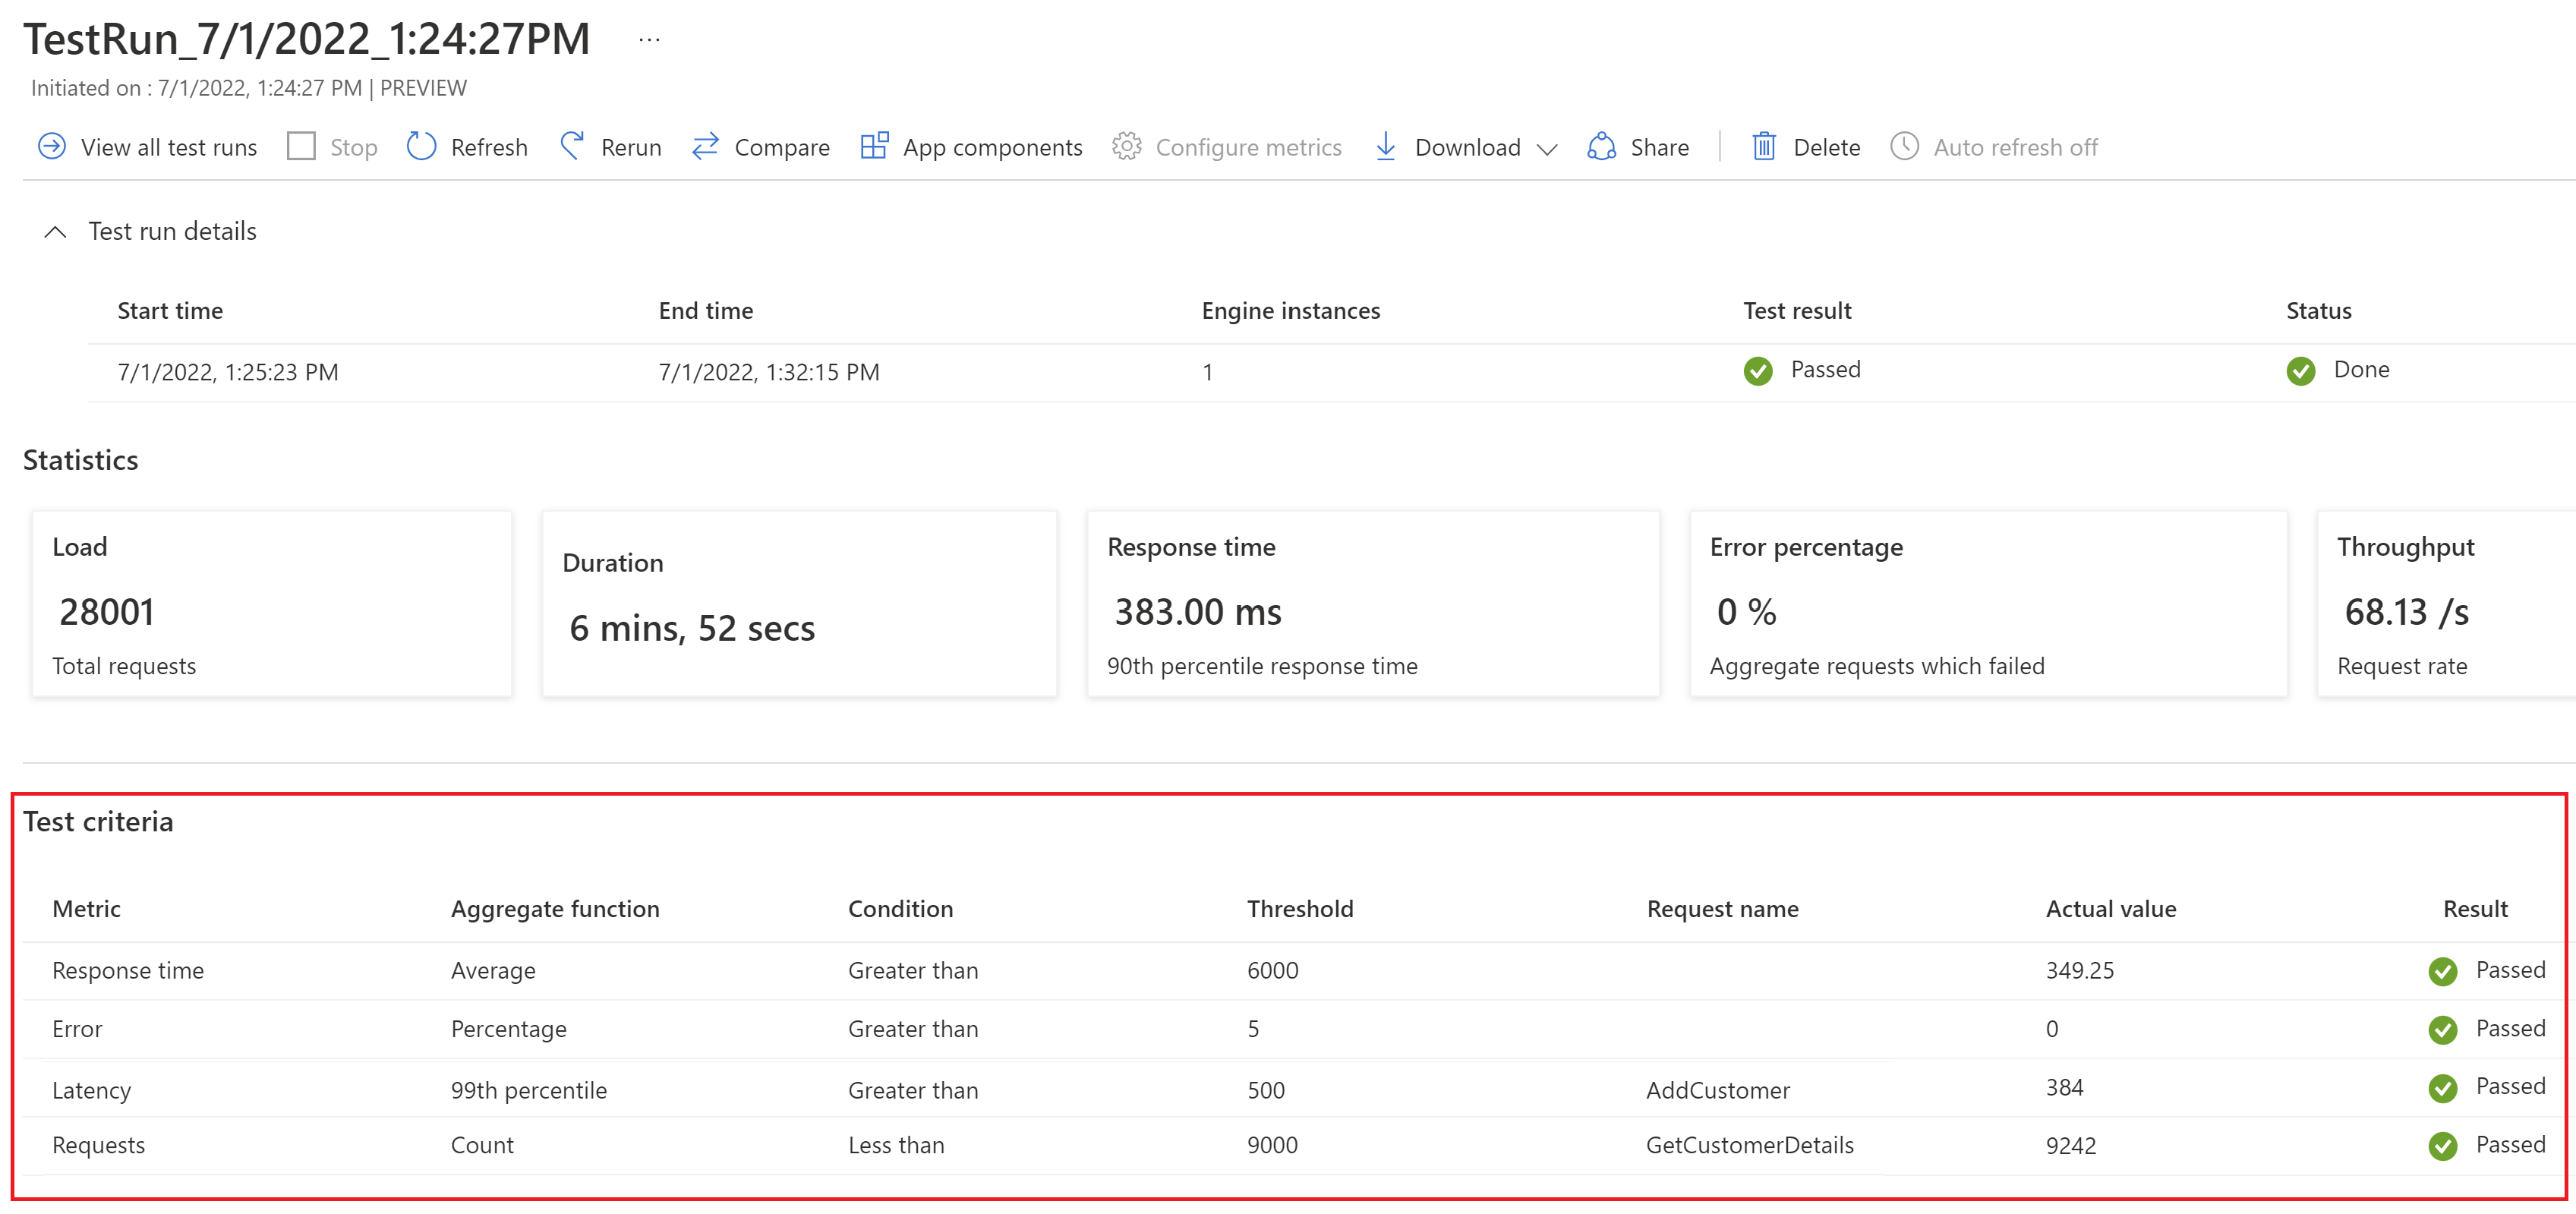 TestRun_7/1/2022_1:24:27PM ...
Initiated on : 7/1/2022, 1:24:27 PM | PREVIEW
View all test runs Stop Refresh Rerun Compare App components Configure metrics Download Share Delete Auto refresh off
Test run details
Start time End time Engine instances Test result Status
7/1/2022, 1:25:23 PM 7/1/2022, 1:32:15 PM 1 Passed Done
Statistics
Load
28001
Total requests
Duration
6 mins, 52 secs
Response time
383.00 ms
90th percentile response time
Error percentage
0 %
Aggregate requests which failed
Throughput
68.13 /s
Request rate
Test criteria
Metric Aggregate function Condition Threshold Request name Actual value Result
Response time Average Greater than 6000 349.25 Passed
Error Percentage Greater than 5 0 Passed
Latency 99th percentile Greater than 500 AddCustomer 384 Passed
Requests Count Less than 9000 GetCustomerDetails 9242 Passed